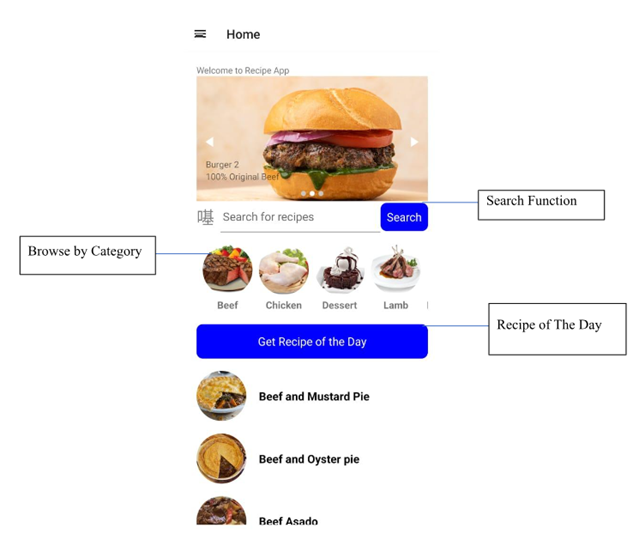 Home
Welcome to Recipe App
Burger 2
100% Original Beef
Search for recipes
Search
Search Function
Browse by Category
Beef
Chicken
Dessert
Lamb
Get Recipe of the Day
Recipe of The Day
Beef and Mustard Pie
Beef and Oyster pie
Beef Asado